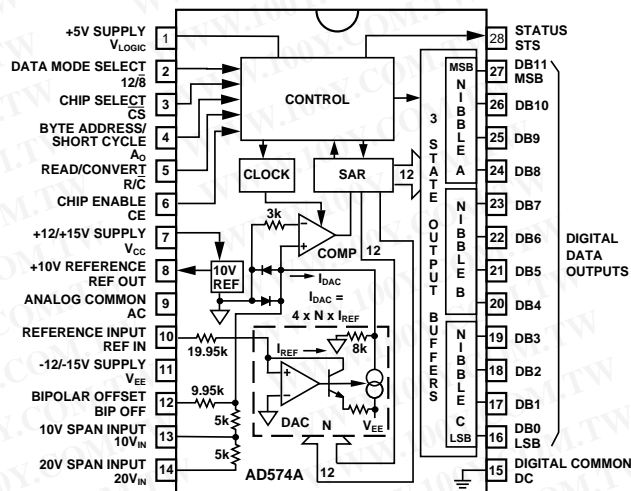 +5V SUPPLY
VLOGIC
1
DATA MODE SELECT
12/8̅
2
CHIP SELECT
C̅S̅
3
BYTE ADDRESS/
SHORT CYCLE
AO
4
READ/CONVERT
R/C̅
5
CHIP ENABLE
CE
6
+12/+15V SUPPLY
VCC
7
+10V REFERENCE
REF OUT
8
ANALOG COMMON
AC
9
REFERENCE INPUT
REF IN
10
-12/-15V SUPPLY
VEE
11
BIPOLAR OFFSET
BIP OFF
12
10V SPAN INPUT
10VIN
13
20V SPAN INPUT
20VIN
14
CONTROL
CLOCK
SAR
12
3k
COMP
12
10V
REF
IDAC
IDAC =
4 x N x IREF
19.95k
IREF
8k
9.95k
5k
5k
DAC
N
VEE
AD574A
12
3 STATE OUTPUT BUFFERS
MSB
NIBBLE A
NIBBLE B
NIBBLE C
LSB
28
STATUS
STS
27
DB11
MSB
26
DB10
25
DB9
24
DB8
23
DB7
22
DB6
21
DB5
20
DB4
19
DB3
18
DB2
17
DB1
16
DB0
LSB
15
DIGITAL COMMON
DC
DIGITAL
DATA
OUTPUTS
WWW.100Y.COM.TW